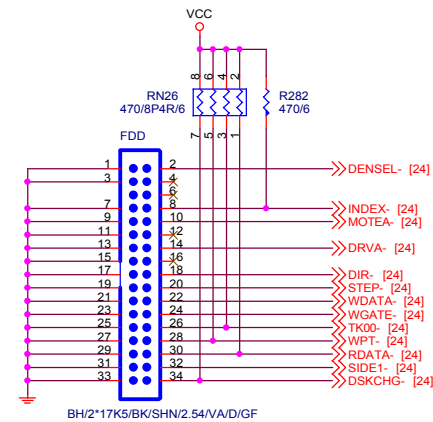 VCC
8 6 4 2
RN26
470/8P4R/6
R282
470/6
7 5 3 1
FDD
1 2 DENSEL- [24]
3 4
6
7 8 INDEX- [24]
9 10 MOTEA- [24]
11 12
13 14 DRVA- [24]
15 16
17 18 DIR- [24]
19 20 STEP- [24]
21 22 WDATA- [24]
23 24 WGATE- [24]
25 26 TK00- [24]
27 28 WPT- [24]
29 30 RDATA- [24]
31 32 SIDE1- [24]
33 34 DSKCHG- [24]
BH/2*17K5/BK/SHN/2.54/VA/D/GF